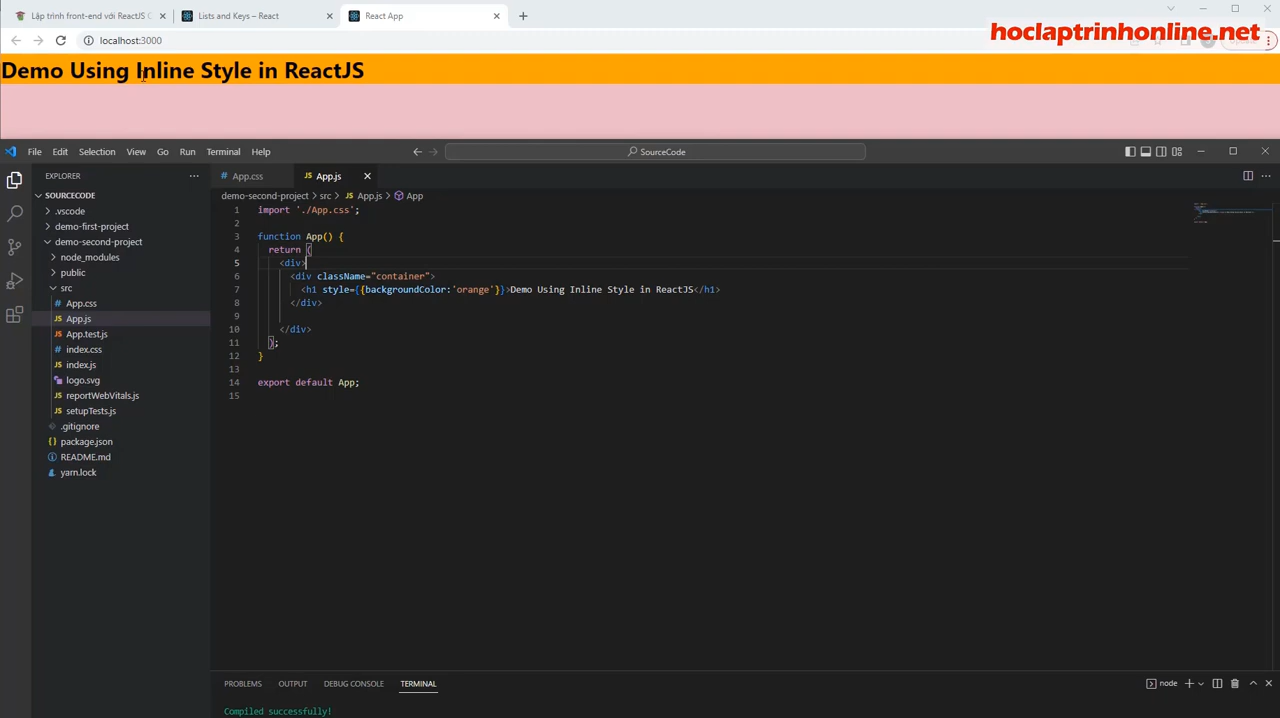 Lập trình front-end với ReactJS
Lists and Keys – React
React App
localhost:3000
hoclaptrinhonline.net
Demo Using Inline Style in ReactJS
File Edit Selection View Go Run Terminal Help
SourceCode
EXPLORER
App.css
App.js
SOURCECODE
demo-second-project > src > JS App.js > App
.vscode
demo-first-project
demo-second-project
node_modules
public
src
# App.css
JS App.js
JS App.test.js
# index.css
JS index.js
logo.svg
JS reportWebVitals.js
JS setupTests.js
.gitignore
package.json
README.md
yarn.lock
1 import './App.css';
2
3 function App() {
4 return (
5 <div>
6 <div className="container">
7 <h1 style={{backgroundColor:'orange'}}>Demo Using Inline Style in ReactJS</h1>
8 </div>
9
10 </div>
11 );
12 }
13
14 export default App;
15
PROBLEMS OUTPUT DEBUG CONSOLE TERMINAL
node
Compiled successfully!